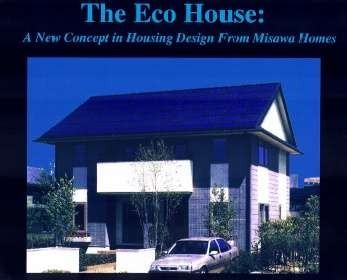 The Eco House:
A New Concept in Housing Design From Misawa Homes